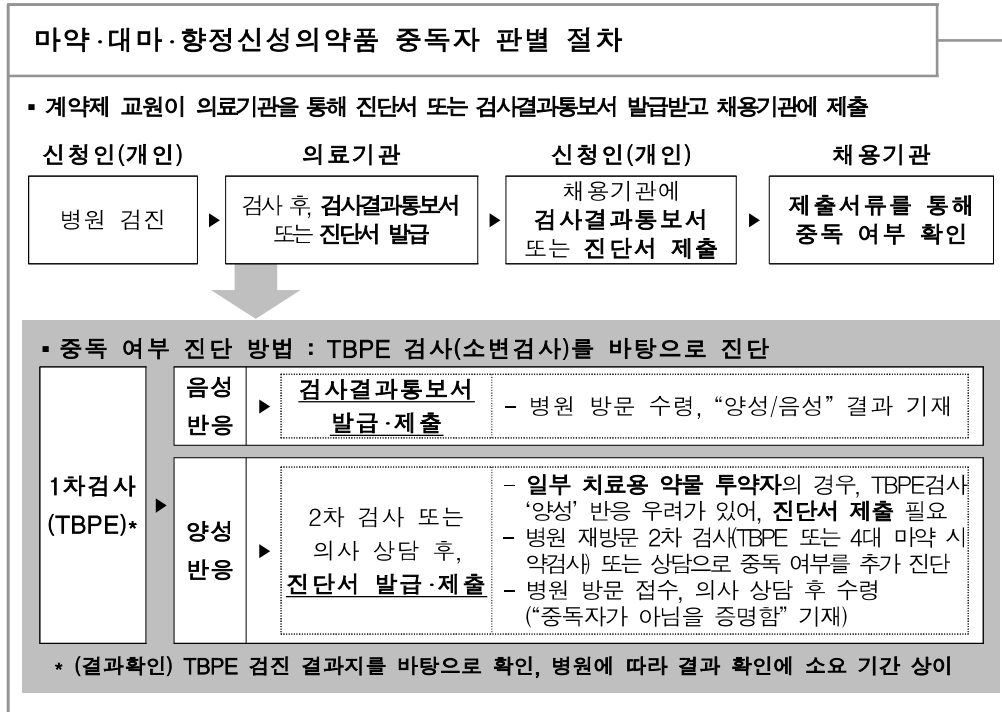 마약·대마·향정신성의약품 중독자 판별 절차
▪ 계약제 교원이 의료기관을 통해 진단서 또는 검사결과통보서 발급받고 채용기관에 제출
신청인(개인)
병원 검진
▶
의료기관
검사 후, 검사결과통보서
또는 진단서 발급
▶
신청인(개인)
채용기관에
검사결과통보서
또는 진단서 제출
▶
채용기관
제출서류를 통해
중독 여부 확인
▪ 중독 여부 진단 방법 : TBPE 검사(소변검사)를 바탕으로 진단
1차검사
(TBPE)*
▶
음성
반응
▶
검사결과통보서
발급·제출
– 병원 방문 수령, “양성/음성” 결과 기재
양성
반응
▶
2차 검사 또는
의사 상담 후,
진단서 발급·제출
– 일부 치료용 약물 투약자의 경우, TBPE검사
‘양성’ 반응 우려가 있어, 진단서 제출 필요
– 병원 재방문 2차 검사(TBPE 또는 4대 마약 시
약검사) 또는 상담으로 중독 여부를 추가 진단
– 병원 방문 접수, 의사 상담 후 수령
(“중독자가 아님을 증명함” 기재)
* (결과확인) TBPE 검진 결과지를 바탕으로 확인, 병원에 따라 결과 확인에 소요 기간 상이